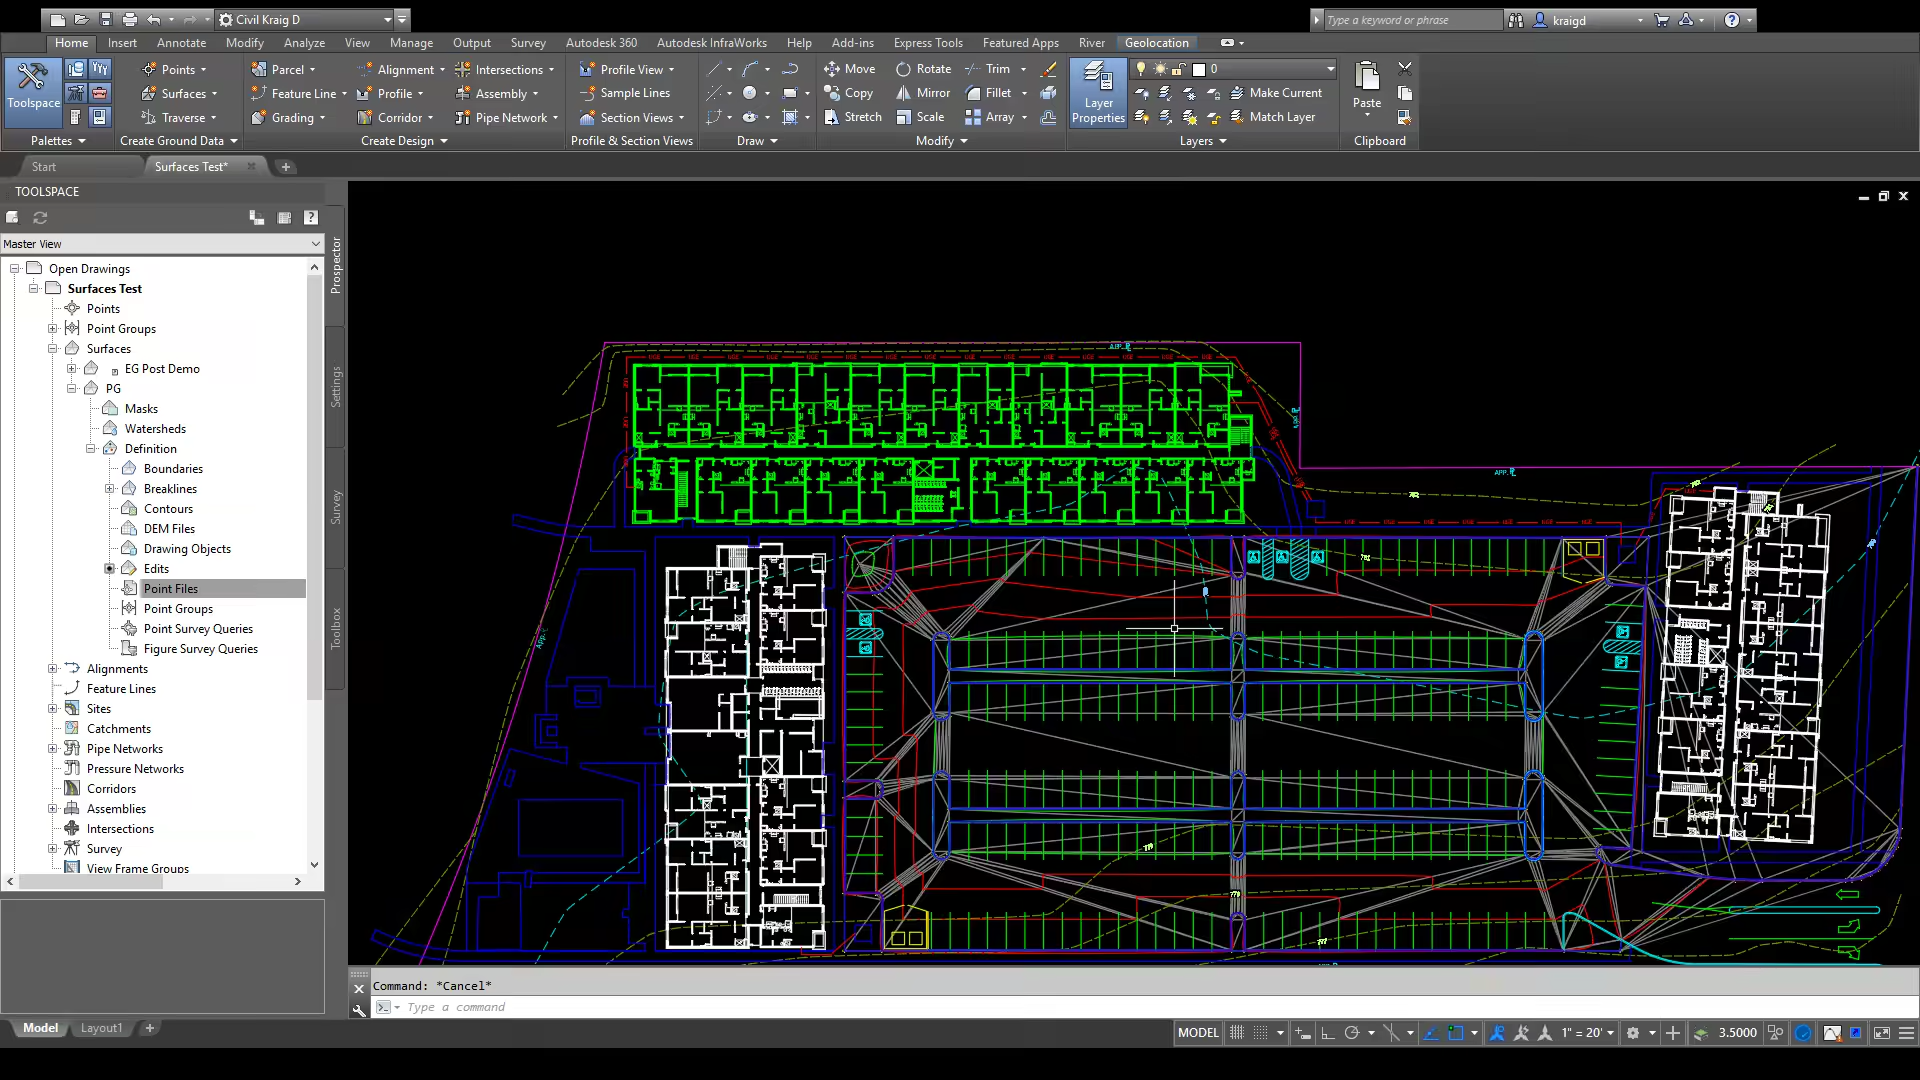 Civil Kraig D
Type a keyword or phrase
kraigd
Home Insert Annotate Modify Analyze View Manage Output Survey Autodesk 360 Autodesk InfraWorks Help Add-ins Express Tools Featured Apps River Geolocation
Toolspace
Points
Surfaces
Traverse
Parcel
Feature Line
Grading
Alignment
Profile
Corridor
Intersections
Assembly
Pipe Network
Profile View
Sample Lines
Section Views
Move
Copy
Stretch
Rotate
Mirror
Scale
Trim
Fillet
Array
Layer
Properties
0
Make Current
Match Layer
Paste
Palettes
Create Ground Data
Create Design
Profile & Section Views
Draw
Modify
Layers
Clipboard
Start
Surfaces Test*
TOOLSPACE
Master View
Open Drawings
Surfaces Test
Points
Point Groups
Surfaces
EG Post Demo
PG
Masks
Watersheds
Definition
Boundaries
Breaklines
Contours
DEM Files
Drawing Objects
Edits
Point Files
Point Groups
Point Survey Queries
Figure Survey Queries
Alignments
Feature Lines
Sites
Catchments
Pipe Networks
Pressure Networks
Corridors
Assemblies
Intersections
Survey
View Frame Groups
Prospector
Settings
Survey
Toolbox
Command: *Cancel*
Type a command
Model
Layout1
MODEL
1" = 20'
3.5000